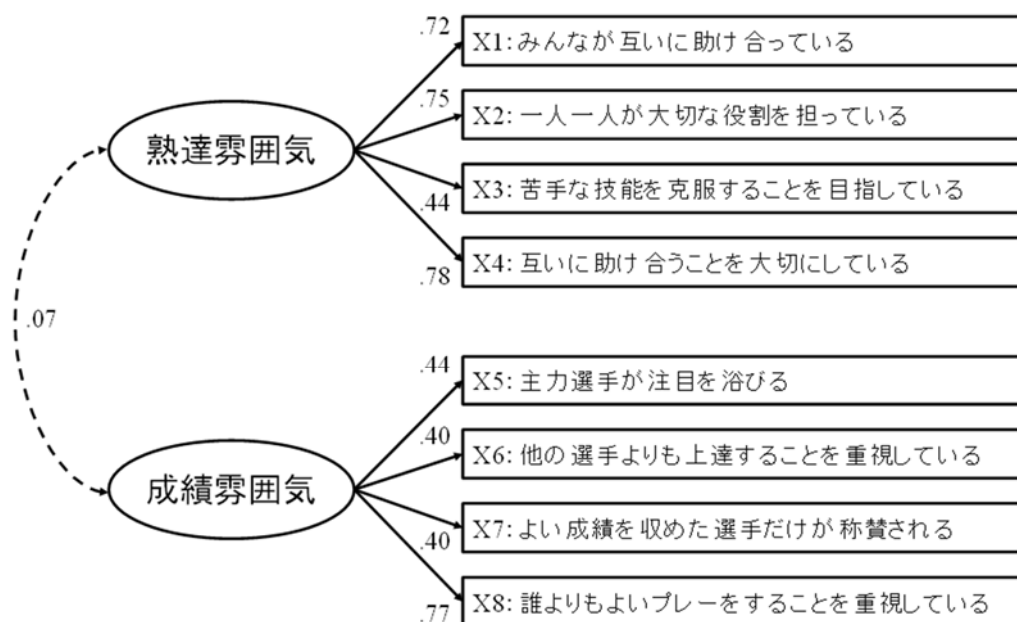 .72
X1: みんなが互いに助け合っている
.75
X2: 一人一人が大切な役割を担っている
熟達雰囲気
X3: 苦手な技能を克服することを目指している
.44
X4: 互いに助け合うことを大切にしている
.78
.07
.44
X5: 主力選手が注目を浴びる
.40
X6: 他の選手よりも上達することを重視している
成績雰囲気
X7: よい成績を収めた選手だけが称賛される
.40
X8: 誰よりもよいプレーをすることを重視している
.77